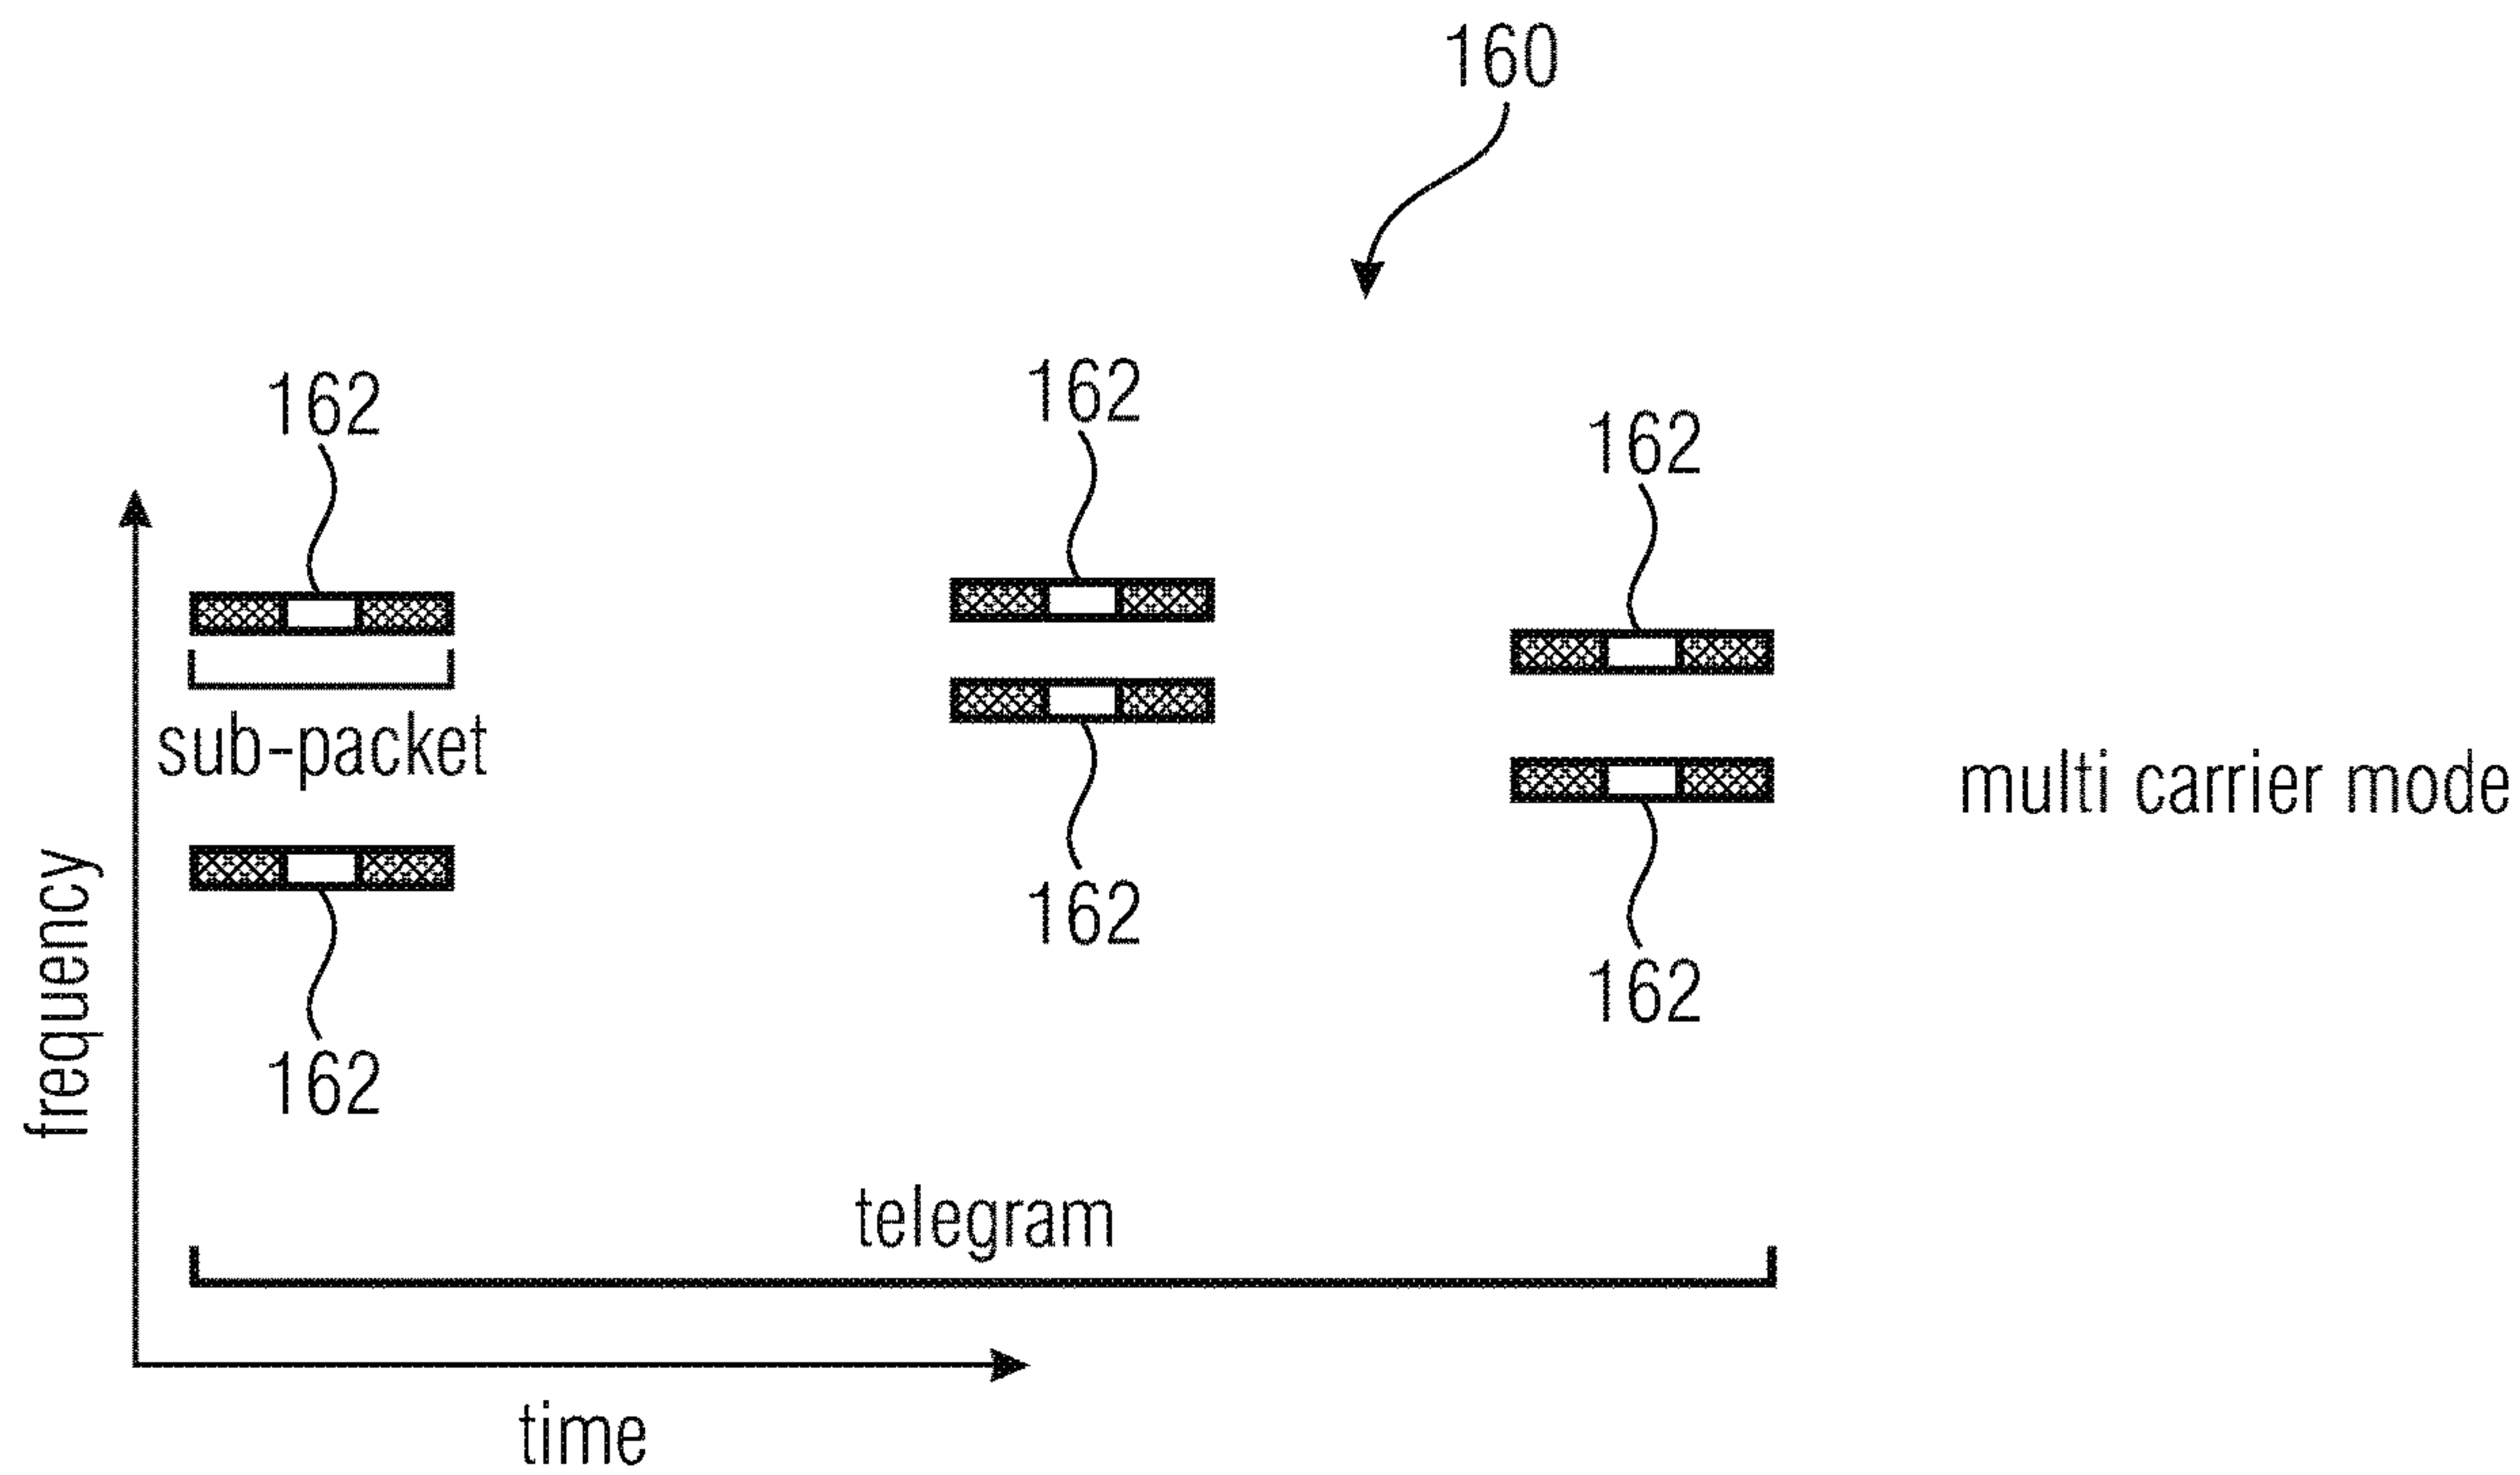 160
162
162
162
sub-packet
multi carrier mode
frequency
162
162
162
telegram
time